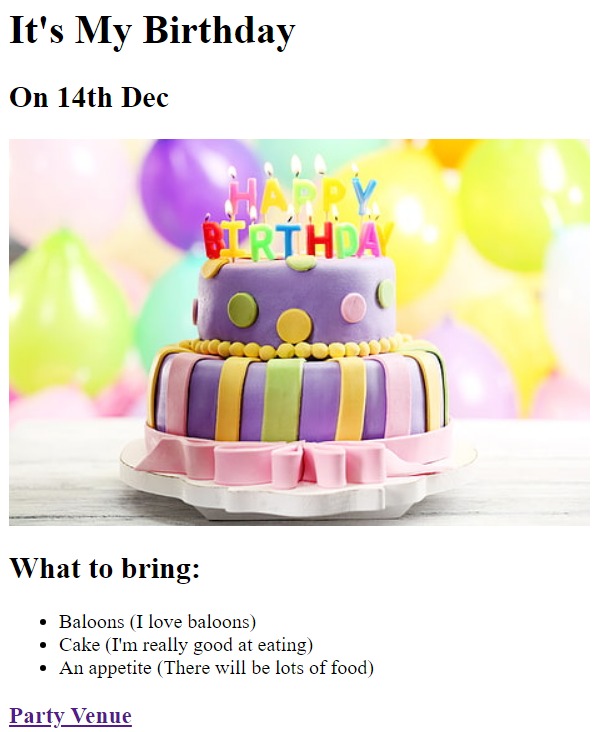 It's My Birthday
On 14th Dec
HAPPY
BIRTHDAY
What to bring:
Baloons (I love baloons)
Cake (I'm really good at eating)
An appetite (There will be lots of food)
Party Venue